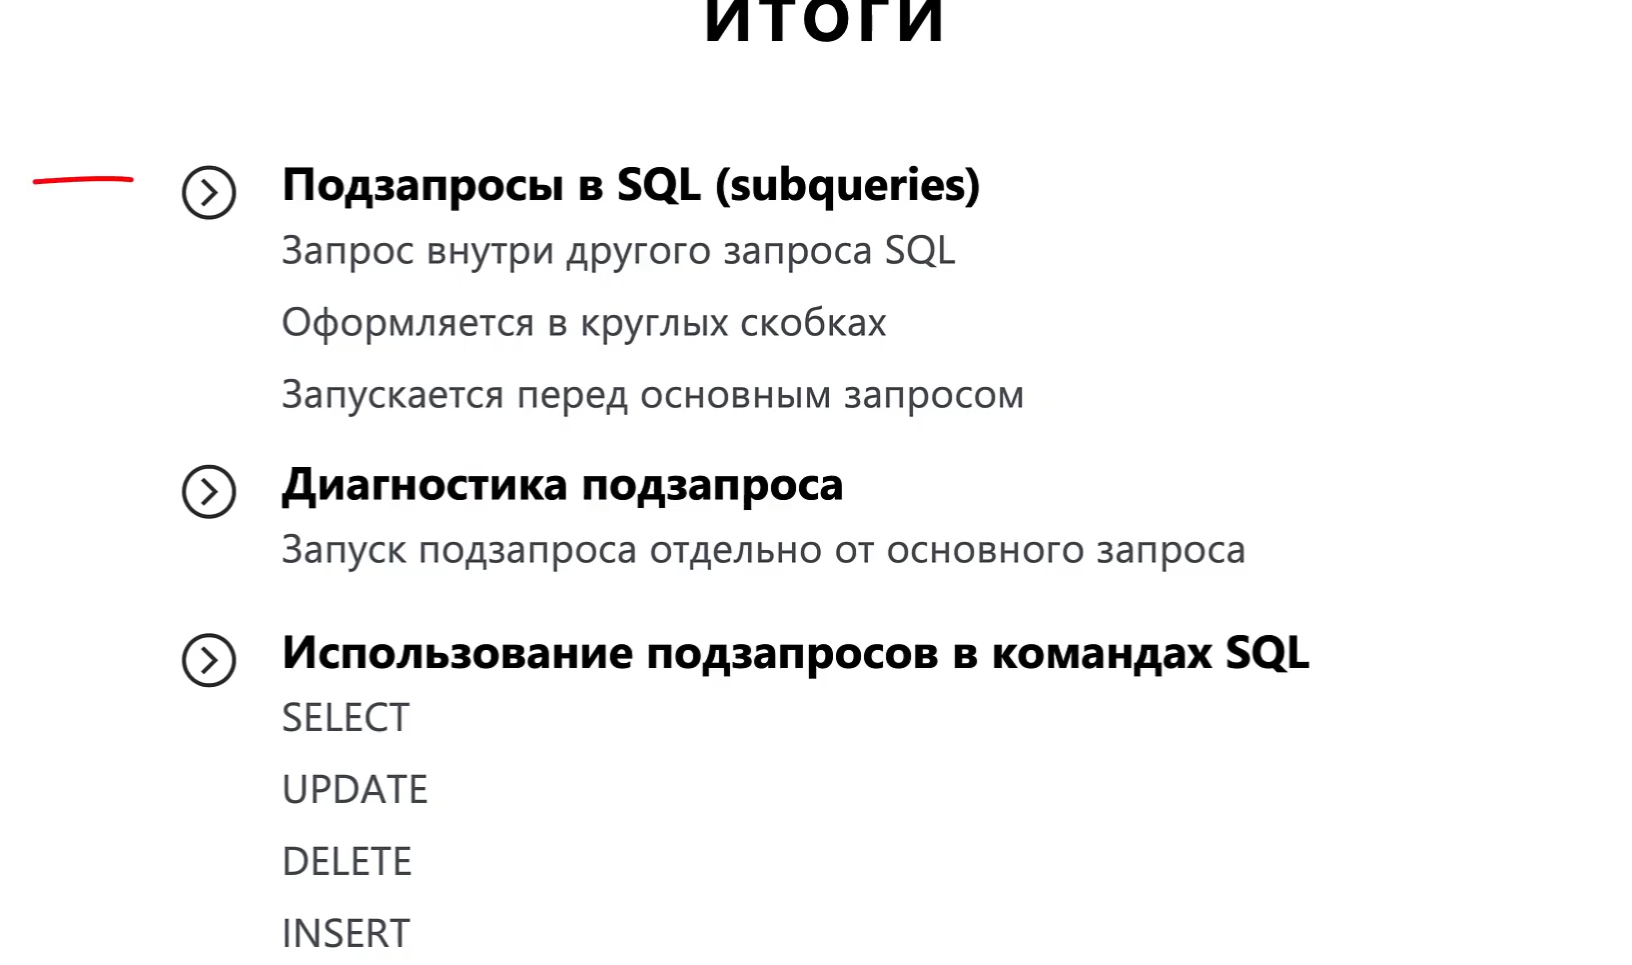 итоги
Подзапросы в SQL (subqueries)
Запрос внутри другого запроса SQL
Оформляется в круглых скобках
Запускается перед основным запросом
Диагностика подзапроса
Запуск подзапроса отдельно от основного запроса
Использование подзапросов в командах SQL
SELECT
UPDATE
DELETE
INSERT